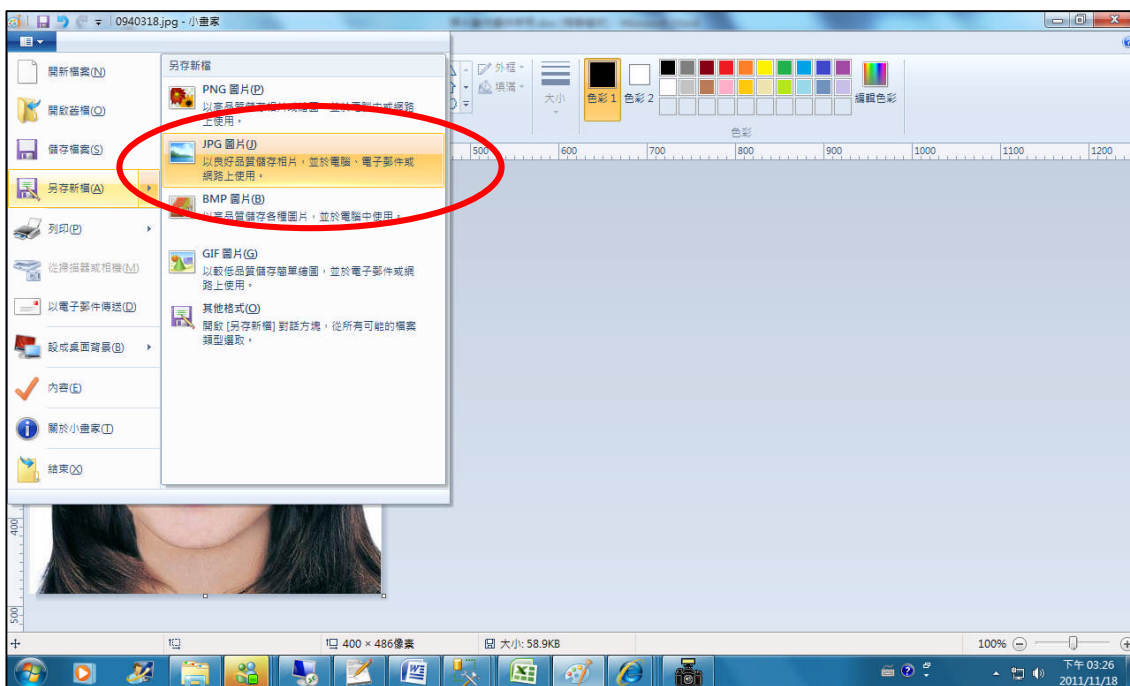 0940318.jpg - 小畫家
開新檔案(N)
開啟舊檔(O)
儲存檔案(S)
另存新檔(A)
列印(P)
從掃描器或相機(M)
以電子郵件傳送(D)
設成桌面背景(B)
內容(E)
關於小畫家(T)
結束(X)
另存新檔
PNG 圖片(P)
以高品質儲存相片或繪圖，並於電腦中或網路
上使用。
JPG 圖片(J)
以良好品質儲存相片，並於電腦、電子郵件或
網路上使用。
BMP 圖片(B)
以高品質儲存各種圖片，並於電腦中使用。
GIF 圖片(G)
以較低品質儲存簡單繪圖，並於電子郵件或網
路上使用。
其他格式(O)
開啟 [另存新檔] 對話方塊，從所有可能的檔案
類型選取。
外框
填滿
大小
色彩 1
色彩 2
編輯色彩
色彩
500 600 700 800 900 1000 1100 1200
400
500
400 × 486像素
大小: 58.9KB
100%
下午 03:26
2011/11/18